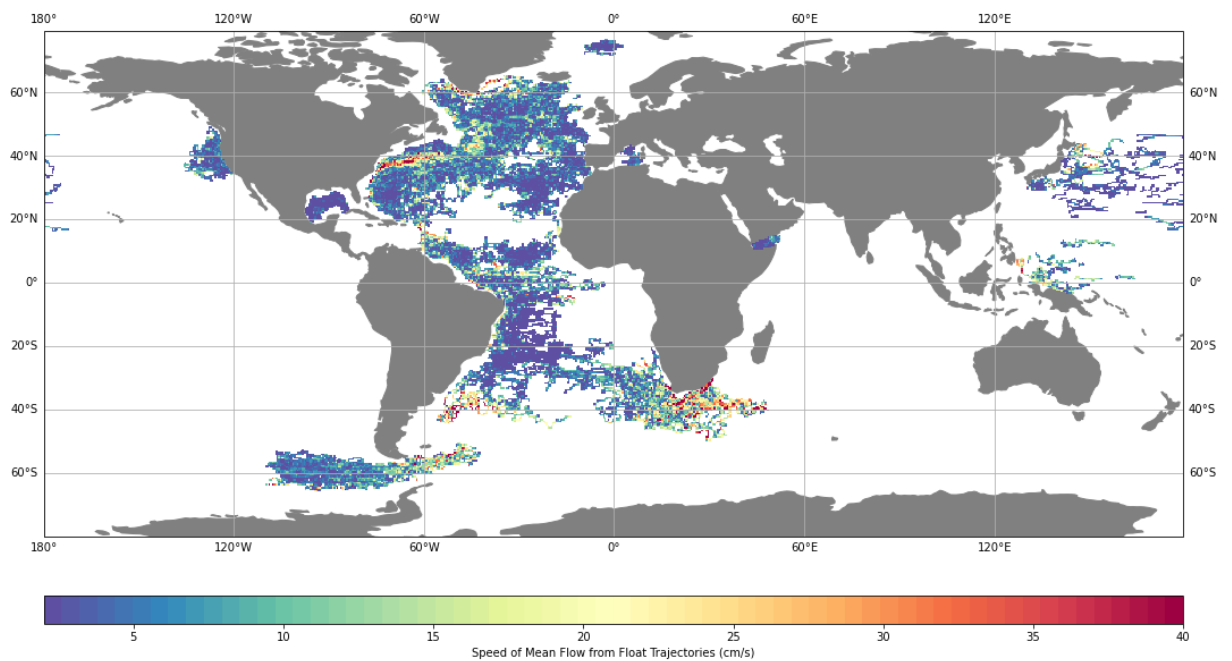 180° 120°W 60°W 0° 60°E 120°E
60°N 60°N
40°N 40°N
20°N 20°N
0° 0°
20°S 20°S
40°S 40°S
60°S 60°S
180° 120°W 60°W 0° 60°E 120°E
5 10 15 20 25 30 35 40
Speed of Mean Flow from Float Trajectories (cm/s)